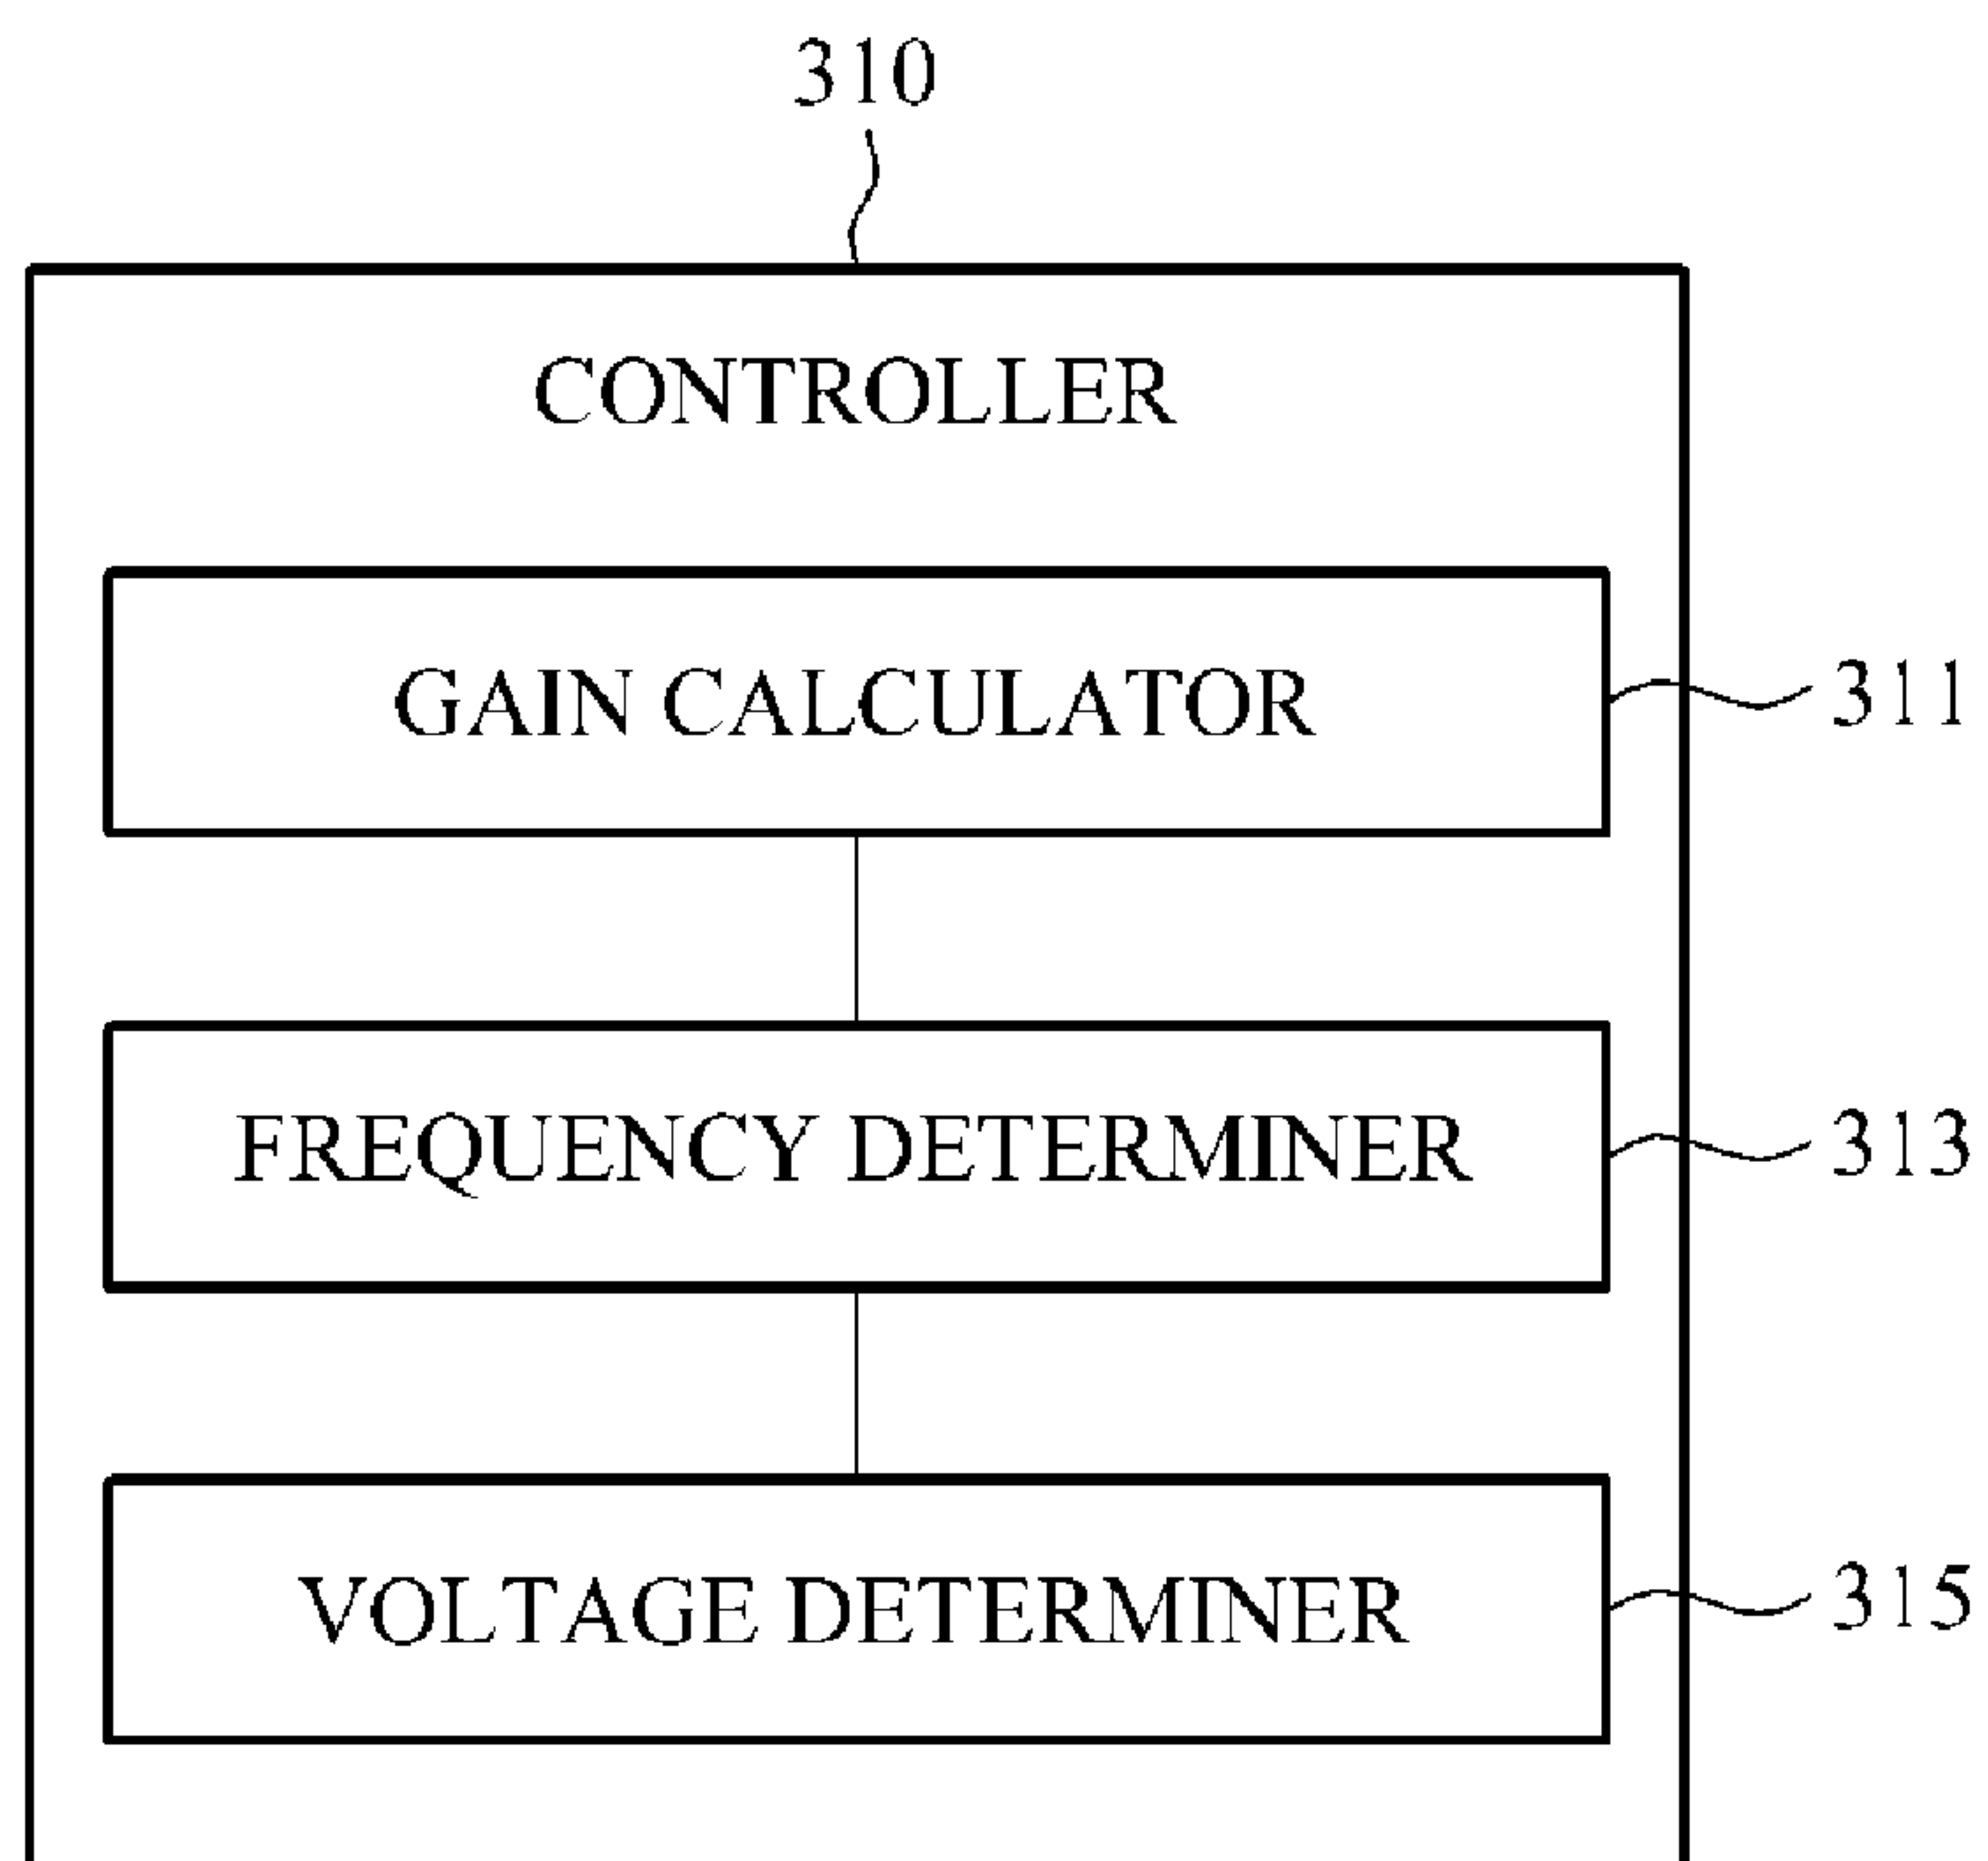 310
CONTROLLER
GAIN CALCULATOR
311
FREQUENCY DETERMINER
313
VOLTAGE DETERMINER
315